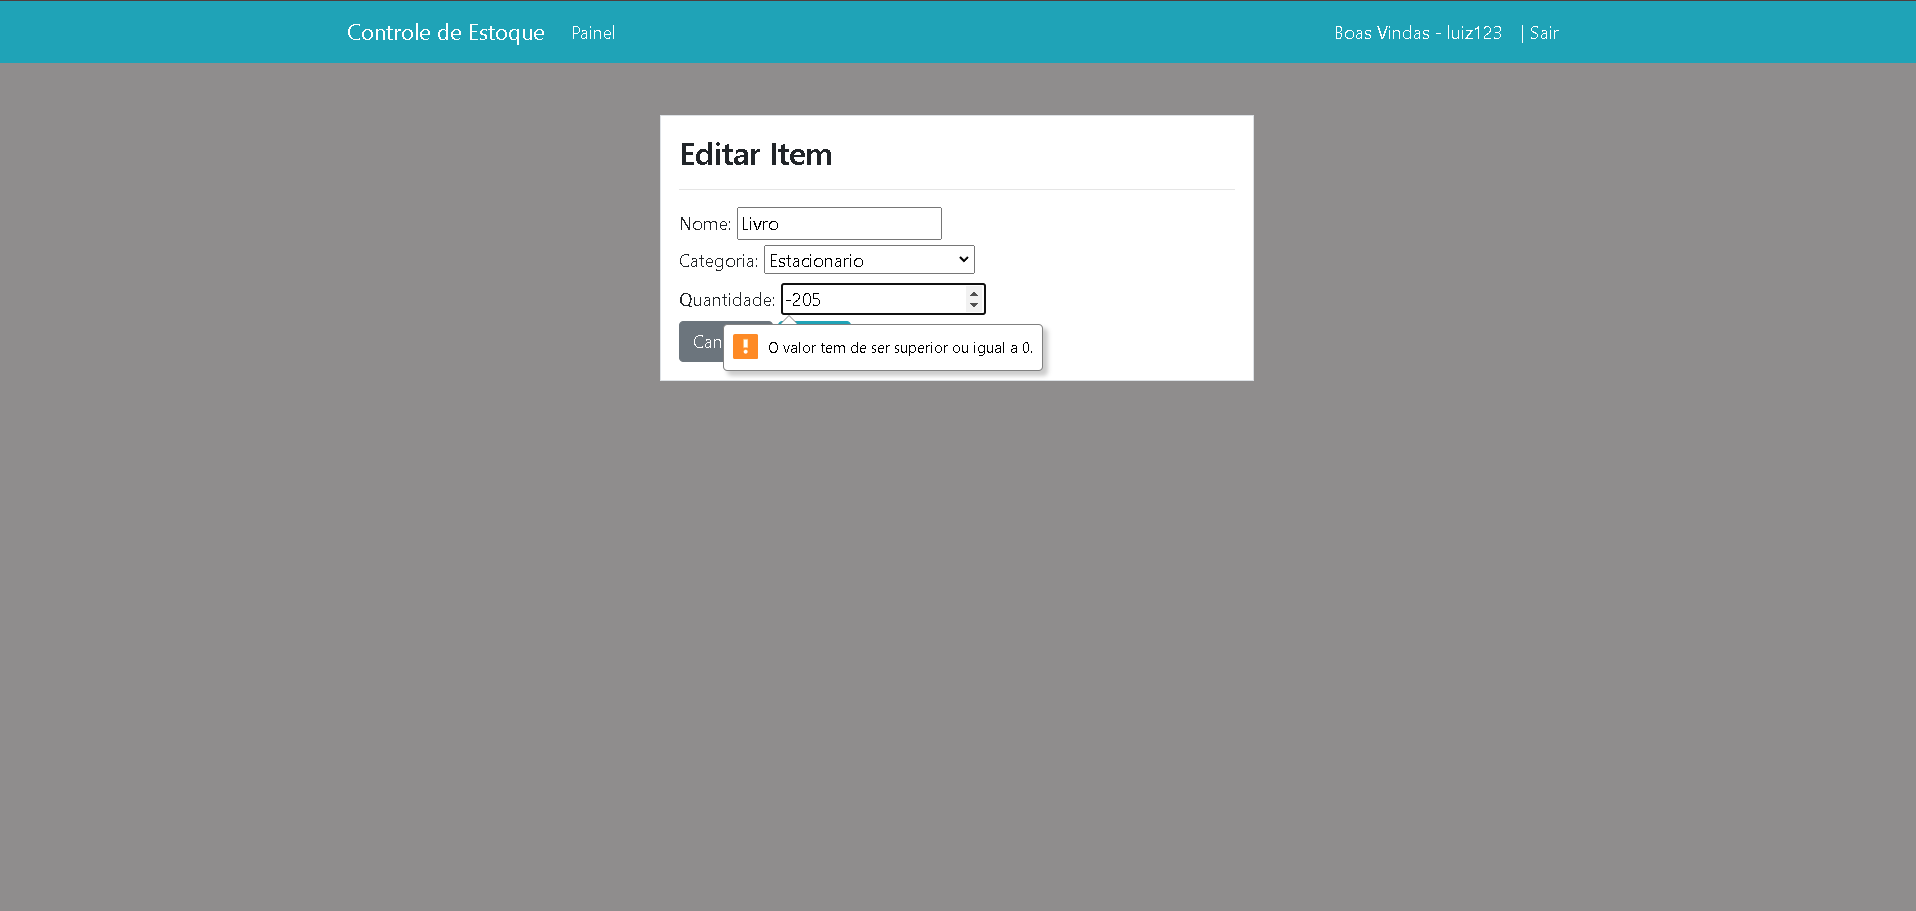 Controle de Estoque Painel Boas Vindas - luiz123 | Sair
Editar Item
Nome: Livro
Categoria: Estacionario
Quantidade: -205
Can
O valor tem de ser superior ou igual a 0.